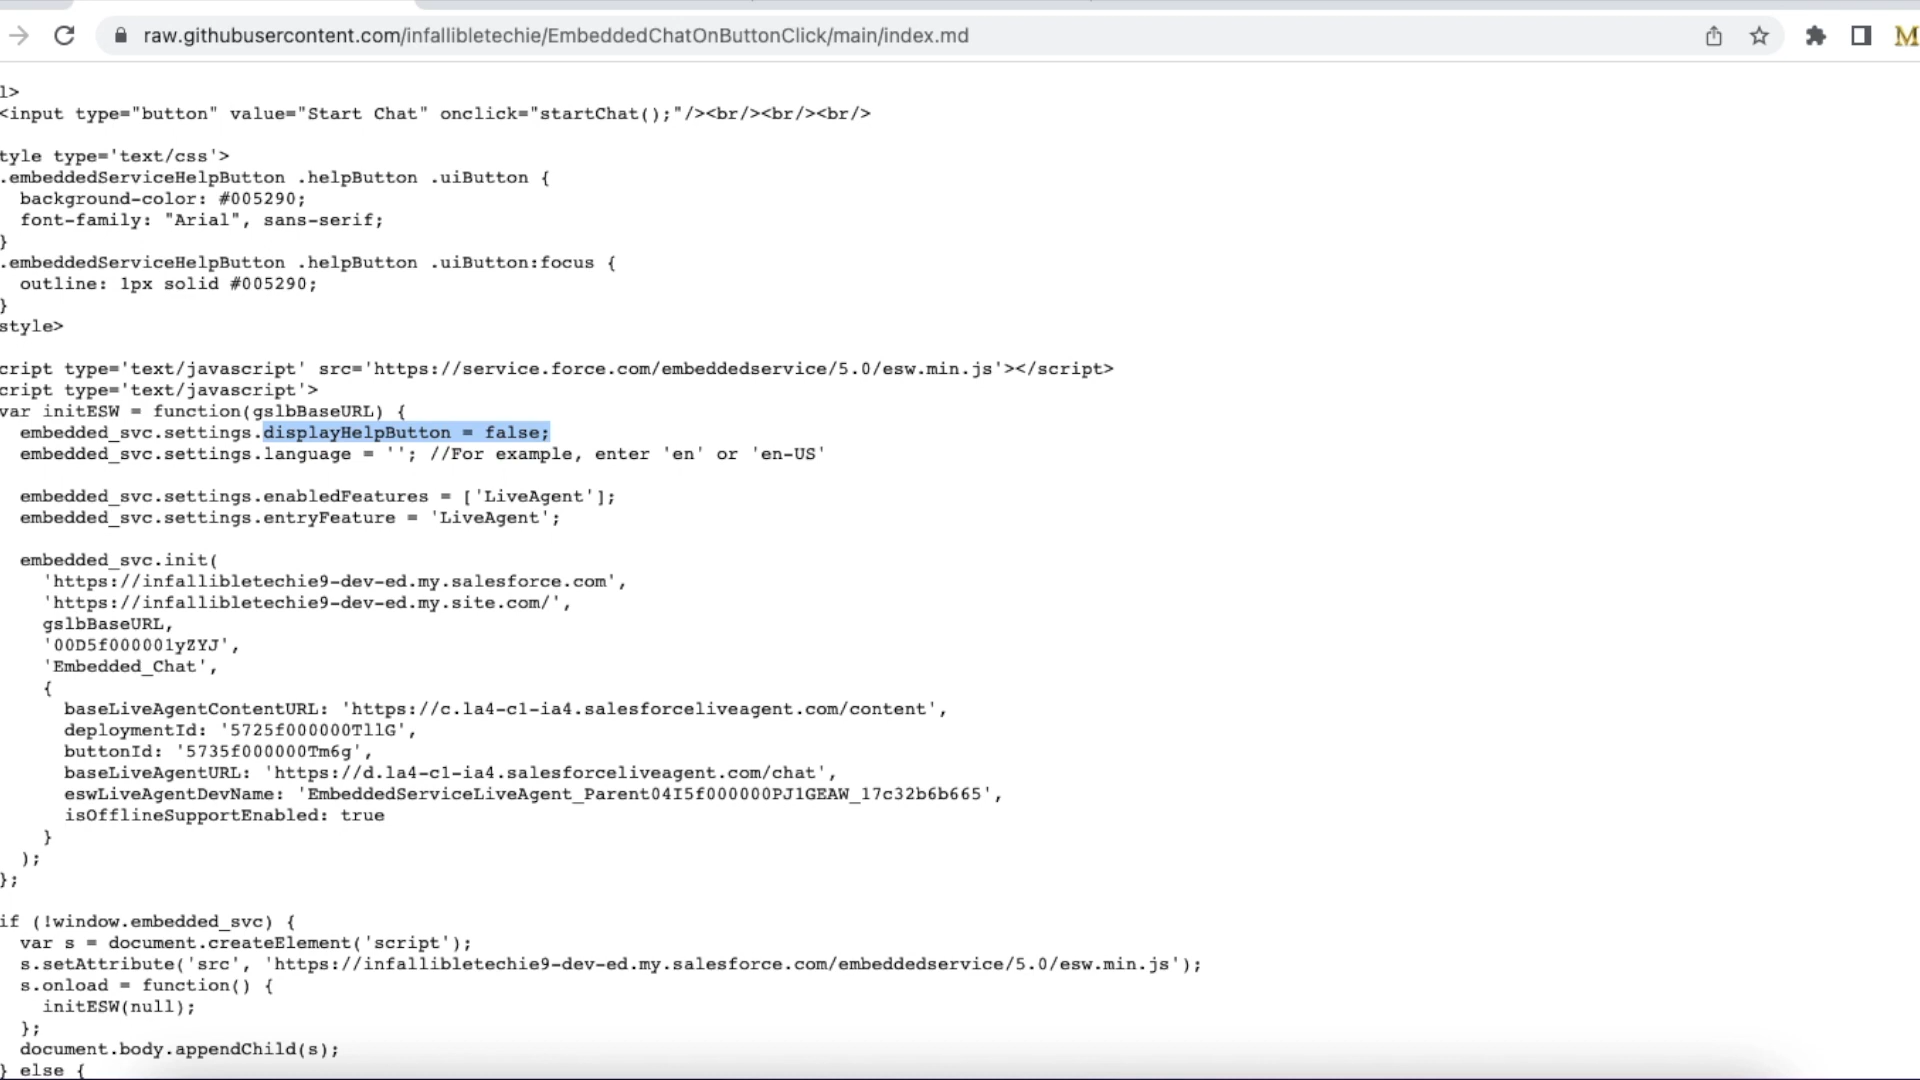 raw.githubusercontent.com/infallibletechie/EmbeddedChatOnButtonClick/main/index.md
M
l>
<input type="button" value="Start Chat" onclick="startChat();"/><br/><br/><br/>
tyle type='text/css'>
.embeddedServiceHelpButton .helpButton .uiButton {
background-color: #005290;
font-family: "Arial", sans-serif;
}
.embeddedServiceHelpButton .helpButton .uiButton:focus {
outline: 1px solid #005290;
}
style>
cript type='text/javascript' src='https://service.force.com/embeddedservice/5.0/esw.min.js'></script>
cript type='text/javascript'>
var initESW = function(gslbBaseURL) {
embedded_svc.settings.displayHelpButton = false;
embedded_svc.settings.language = ''; //For example, enter 'en' or 'en-US'
embedded_svc.settings.enabledFeatures = ['LiveAgent'];
embedded_svc.settings.entryFeature = 'LiveAgent';
embedded_svc.init(
'https://infallibletechie9-dev-ed.my.salesforce.com',
'https://infallibletechie9-dev-ed.my.site.com/',
gslbBaseURL,
'00D5f000001yZYJ',
'Embedded_Chat',
{
baseLiveAgentContentURL: 'https://c.la4-c1-ia4.salesforceliveagent.com/content',
deploymentId: '5725f000000TllG',
buttonId: '5735f000000Tm6g',
baseLiveAgentURL: 'https://d.la4-c1-ia4.salesforceliveagent.com/chat',
eswLiveAgentDevName: 'EmbeddedServiceLiveAgent_Parent04I5f000000PJ1GEAW_17c32b6b665',
isOfflineSupportEnabled: true
}
);
};
if (!window.embedded_svc) {
var s = document.createElement('script');
s.setAttribute('src', 'https://infallibletechie9-dev-ed.my.salesforce.com/embeddedservice/5.0/esw.min.js');
s.onload = function() {
initESW(null);
};
document.body.appendChild(s);
} else {